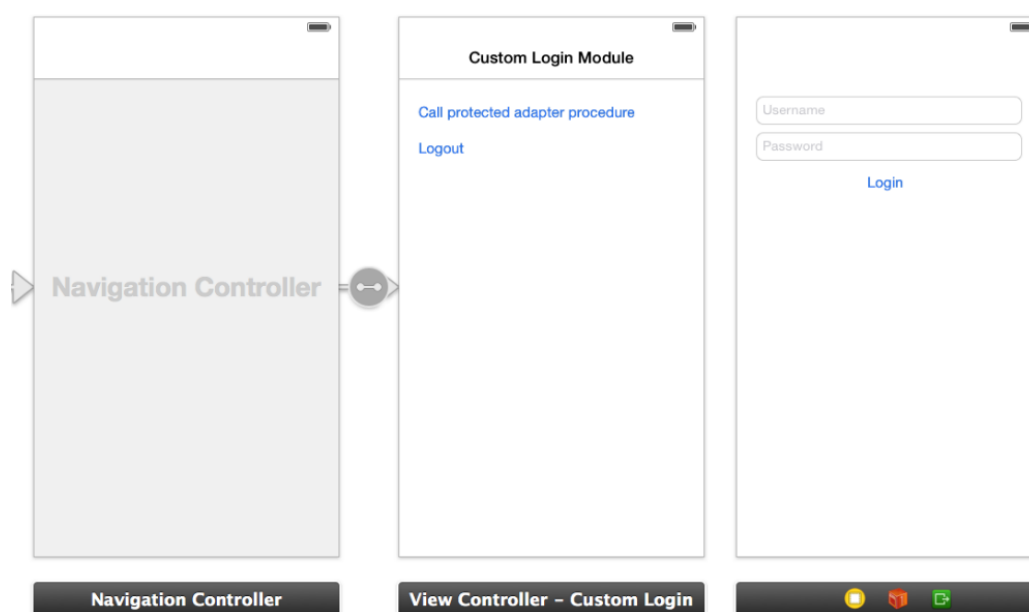 Custom Login Module
Call protected adapter procedure
Logout
Username
Password
Login
Navigation Controller
Navigation Controller
View Controller – Custom Login